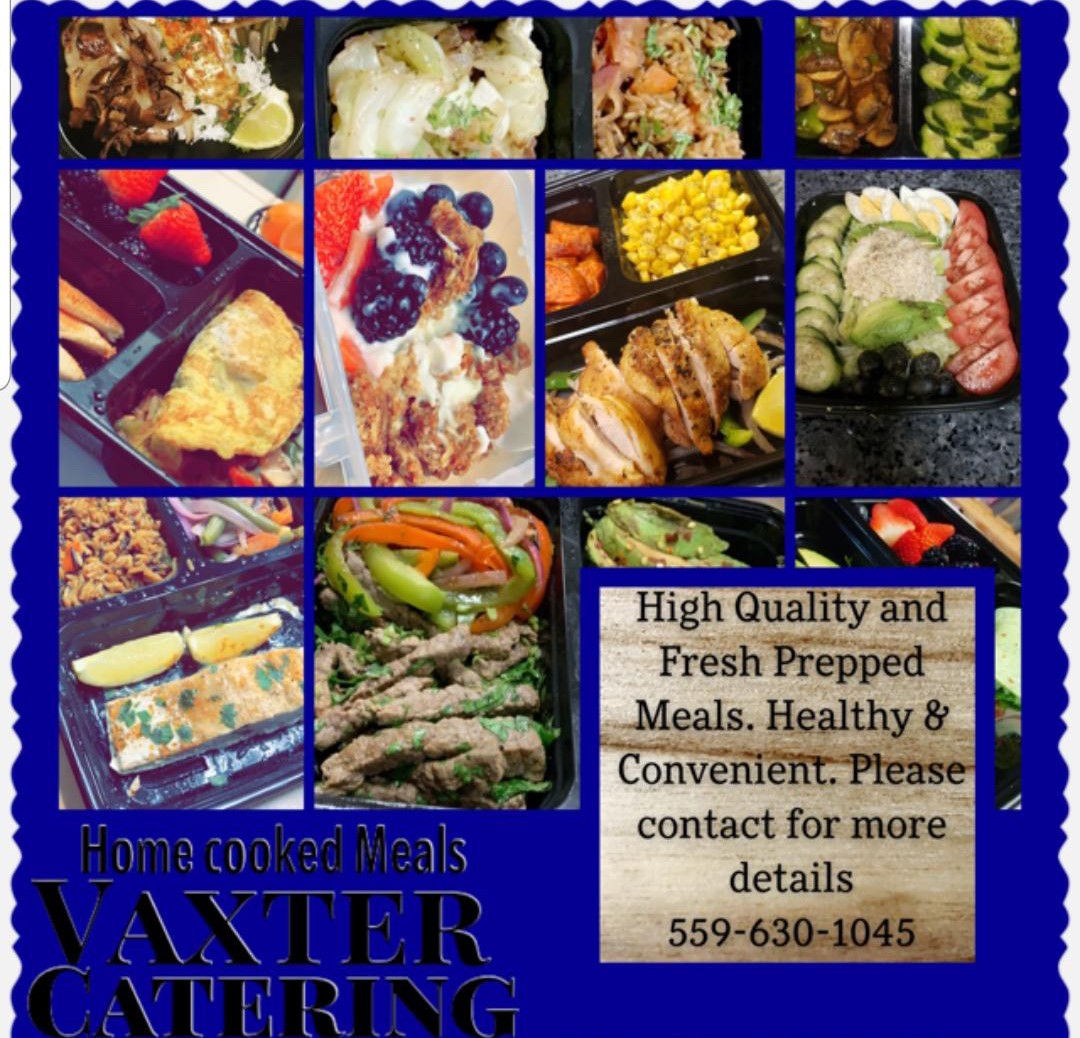 High Quality and
Fresh Prepped
Meals. Healthy &
Convenient. Please
contact for more
details
559-630-1045
Home cooked Meals
VAXTER
CATERING